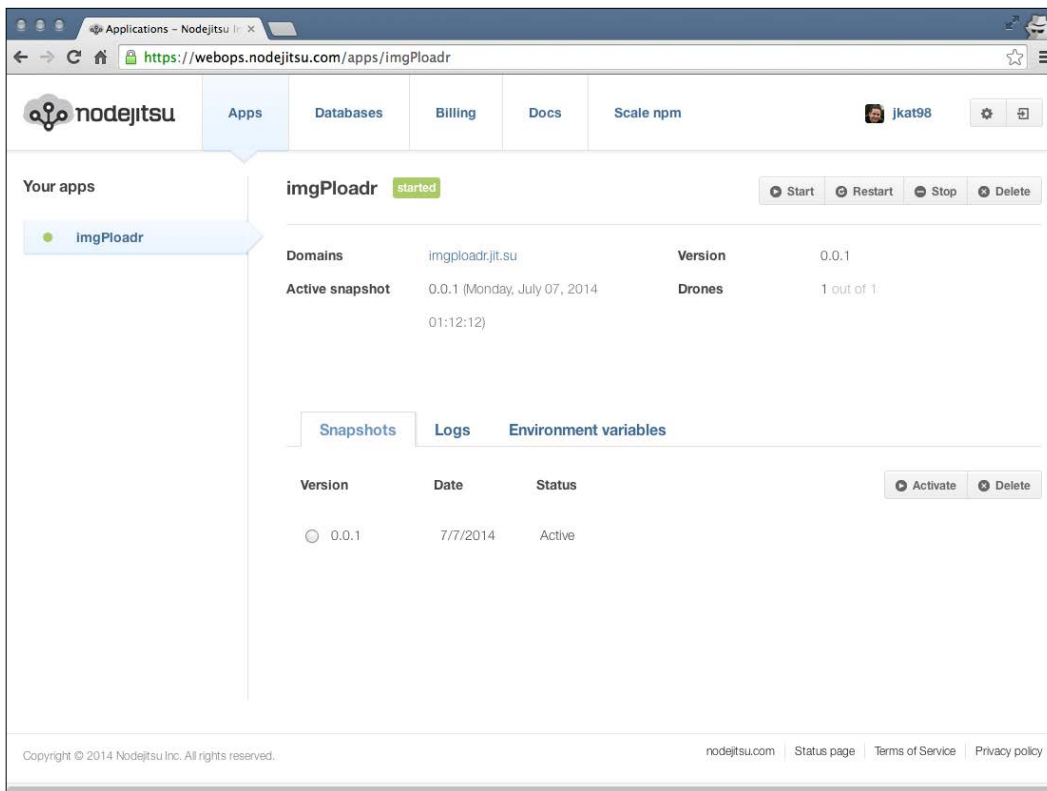 Applications - Nodejitsu In
https://webops.nodejitsu.com/apps/imgPloadr
nodejitsu
Apps
Databases
Billing
Docs
Scale npm
jkat98
Your apps
imgPloadr
imgPloadr started
Start
Restart
Stop
Delete
Domains imgploadr.jit.su Version 0.0.1
Active snapshot 0.0.1 (Monday, July 07, 2014 Drones 1 out of 1
01:12:12)
Snapshots
Logs
Environment variables
Version Date Status
Activate
Delete
0.0.1 7/7/2014 Active
Copyright © 2014 Nodejitsu Inc. All rights reserved.
nodejitsu.com
Status page
Terms of Service
Privacy policy